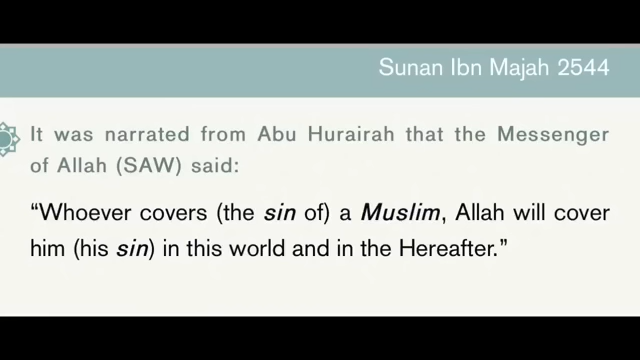 Sunan Ibn Majah 2544
It was narrated from Abu Hurairah that the Messenger
of Allah (SAW) said:
“Whoever covers (the sin of) a Muslim, Allah will cover
him (his sin) in this world and in the Hereafter.”